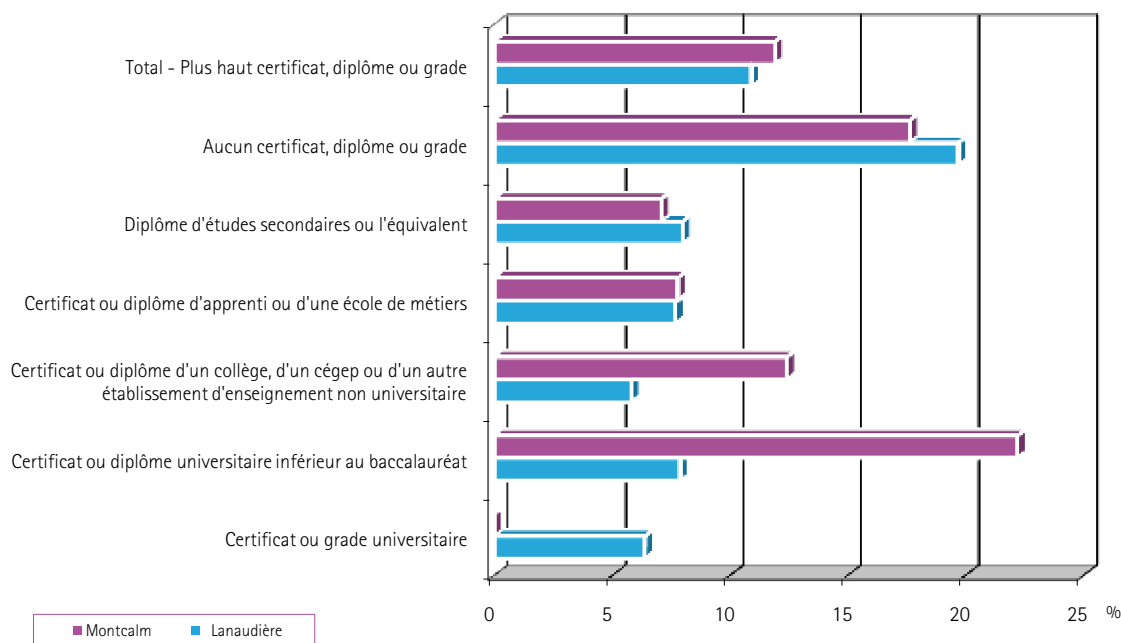 Total - Plus haut certificat, diplôme ou grade
Aucun certificat, diplôme ou grade
Diplôme d'études secondaires ou l'équivalent
Certificat ou diplôme d'apprenti ou d'une école de métiers
Certificat ou diplôme d'un collège, d'un cégep ou d'un autre
établissement d'enseignement non universitaire
Certificat ou diplôme universitaire inférieur au baccalauréat
Certificat ou grade universitaire
0 5 10 15 20 25 %
Montcalm Lanaudière